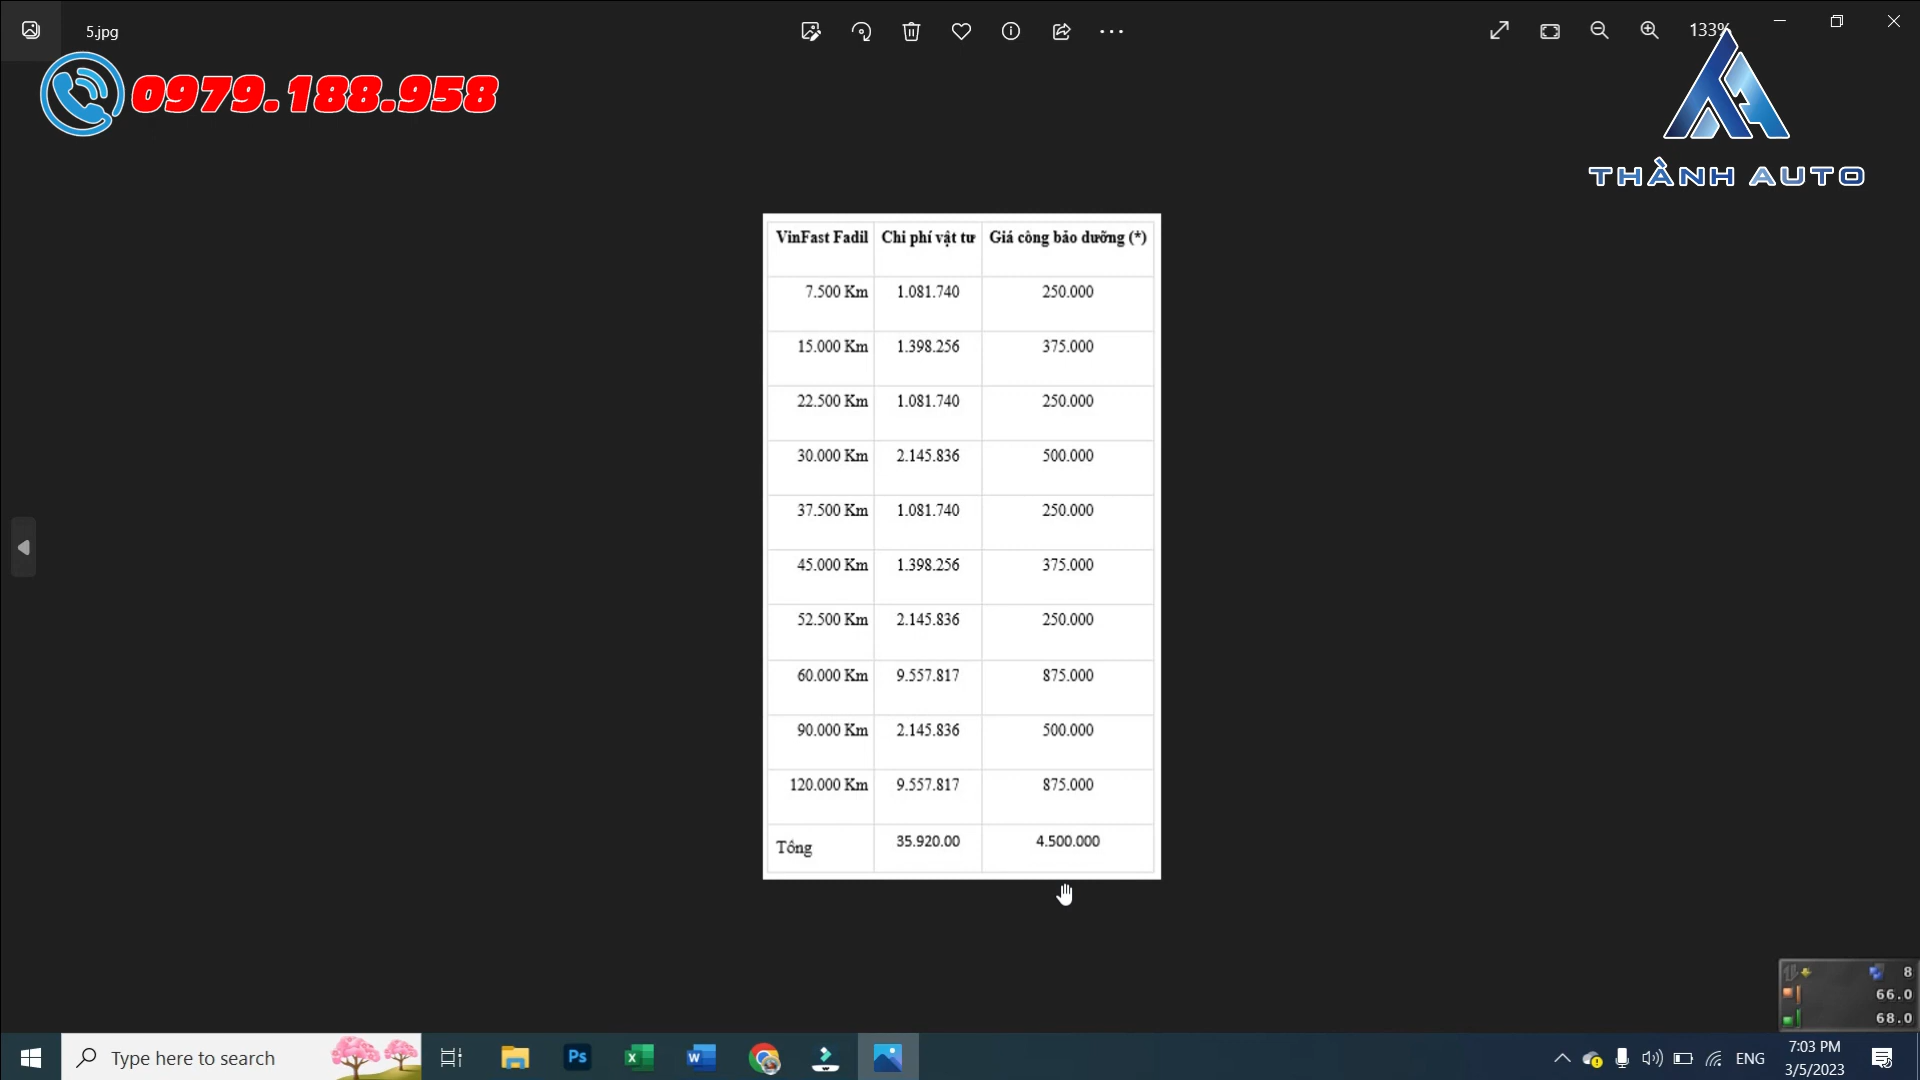 5.jpg
133%
0979.188.958
THÀNH AUTO
VinFast Fadil Chi phí vật tư Giá công bảo dưỡng (*)
7.500 Km 1.081.740 250.000
15.000 Km 1.398.256 375.000
22.500 Km 1.081.740 250.000
30.000 Km 2.145.836 500.000
37.500 Km 1.081.740 250.000
45.000 Km 1.398.256 375.000
52.500 Km 2.145.836 250.000
60.000 Km 9.557.817 875.000
90.000 Km 2.145.836 500.000
120.000 Km 9.557.817 875.000
Tổng 35.920.00 4.500.000
8
66.0
68.0
Type here to search
Ps
ENG
7:03 PM
3/5/2023